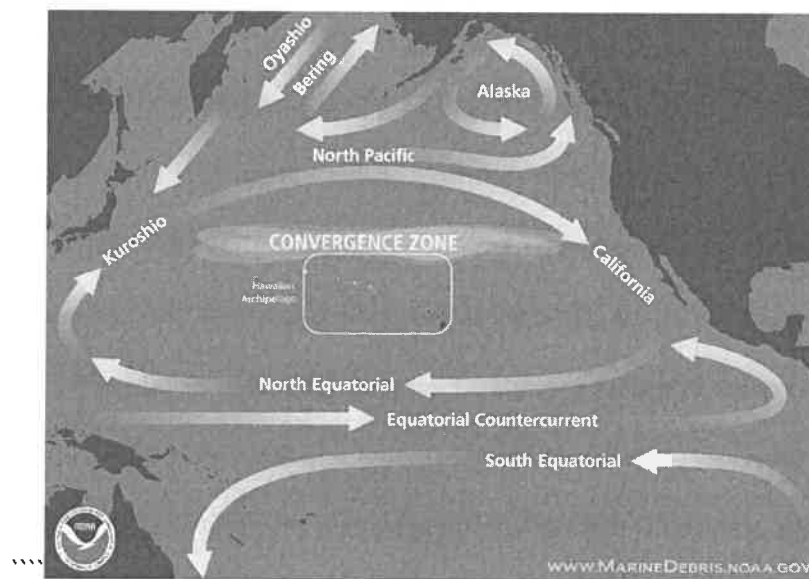 Oyashio
Bering
Alaska
North Pacific
Kuroshio
CONVERGENCE ZONE
California
Hawaiian
Archipelago
North Equatorial
Equatorial Countercurrent
South Equatorial
NOAA
WWW.MARINEDEBRIS.NOAA.GOV